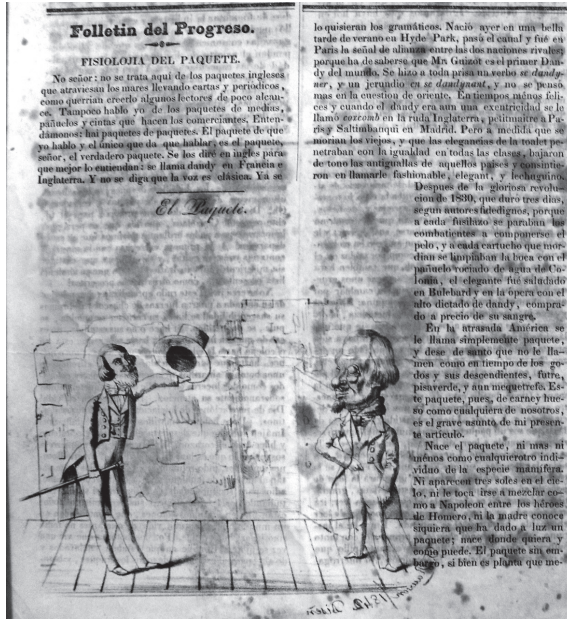 Folletin del Progreso.
FISIOLOJIA DEL PAQUETE.
No señor: no se trata aqui de los paquetes ingleses
que atraviesan los mares llevando cartas y periódicos,
como querrian creerlo algunos lectores de poco alcan-
ce. Tampoco hablo yo de los paquetes de medias,
pañuelos y cintas que hacen los comerciantes. Enten-
dámonos: hai paquetes de paquetes. El paquete de que
yo hablo y el único que da que hablar, es el paquete,
señor, el verdadero paquete. Se los diré en ingles para
que mejor lo entiendan: se llama dandy en Francia é
Inglaterra. Y no se diga que la voz es clásica. Ya se
El Paquete.
lo quisieran los gramáticos. Nació ayer en una bella
tarde de verano en Hyde Park, pasó el canal y fué en
Paris la señal de alianza entre las dos naciones rivales;
porque ha de saberse que Mr. Guizot es el primer Dan-
dy del mundo. Se hizo a toda prisa un verbo se dandy-
ner, y un jerundio en se dandynant, y no se pensó
mas en la cuestion de oriente. En tiempos ménos feli-
ces y cuando el dandy era aun una exentricidad se le
llamó coxcomb en la ruda Inglaterra, petitmaitre a Pa-
ris y Saltimbanqui en Madrid. Pero a medida que se
morian los viejos, y que las elegancias de la toalet pe-
netraban con la igualdad en todas las clases, bajaron
de tono las antiguallas de aquellos paises y consintie-
ron en llamarle fashionable, elegant, y lechuguino.
Despues de la gloriosa revolu-
cion de 1830, que duró tres dias,
segun autores fidedignos, porque
a cada fusilazo se paraban los
combatientes a componerse el
pelo, y a cada cartucho que mor-
dian se limpiaban la boca con el
pañuelo rociado de agua de Co-
lonia, el elegante fué saludado
en Bulebard y en la ópera con el
alto dictado de dandy, compra-
do a precio de su sangre.
En la atrasada América se
le llama simplemente paquete,
y dese de santo que no le lla-
men como en tiempo de los go-
dos y sus descendientes, futre,
pisaverde, y aun mequetrefe. Es-
te paquete, pues, de carne y hue-
so como cualquiera de nosotros,
es el grave asunto de mi presen-
te artículo.
Nace el paquete, ni mas ni
ménos como cualquier otro indi-
viduo de la especie mamífera.
Ni aparecen tres soles en el cie-
lo, ni le toca irse a mezclar co-
mo a Napoleon entre los héroes
de Homero, ni la madre conoce
siquiera que ha dado a luz un
paquete; nace donde quiera y
como puede. El paquete sin em-
bargo, si bien es planta que me-
1842